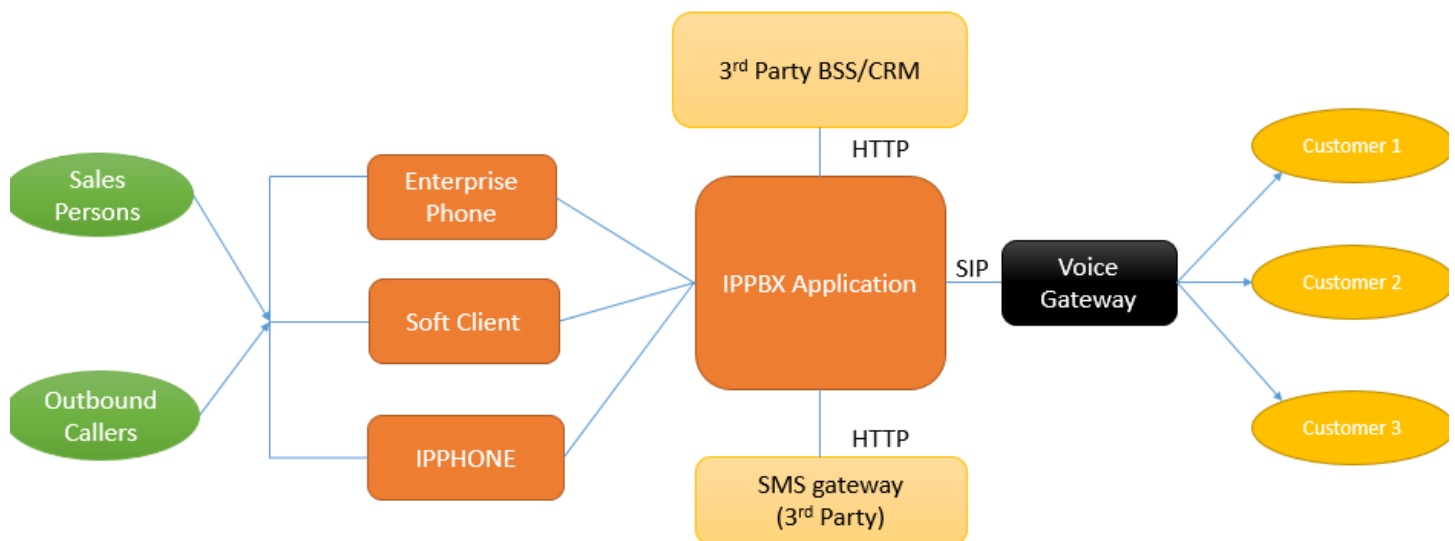 3rd Party BSS/CRM
HTTP
Customer 1
Sales
Persons
Enterprise
Phone
IPPBX Application
SIP
Voice
Gateway
Customer 2
Soft Client
Outbound
Callers
IPPHONE
HTTP
Customer 3
SMS gateway
(3rd Party)